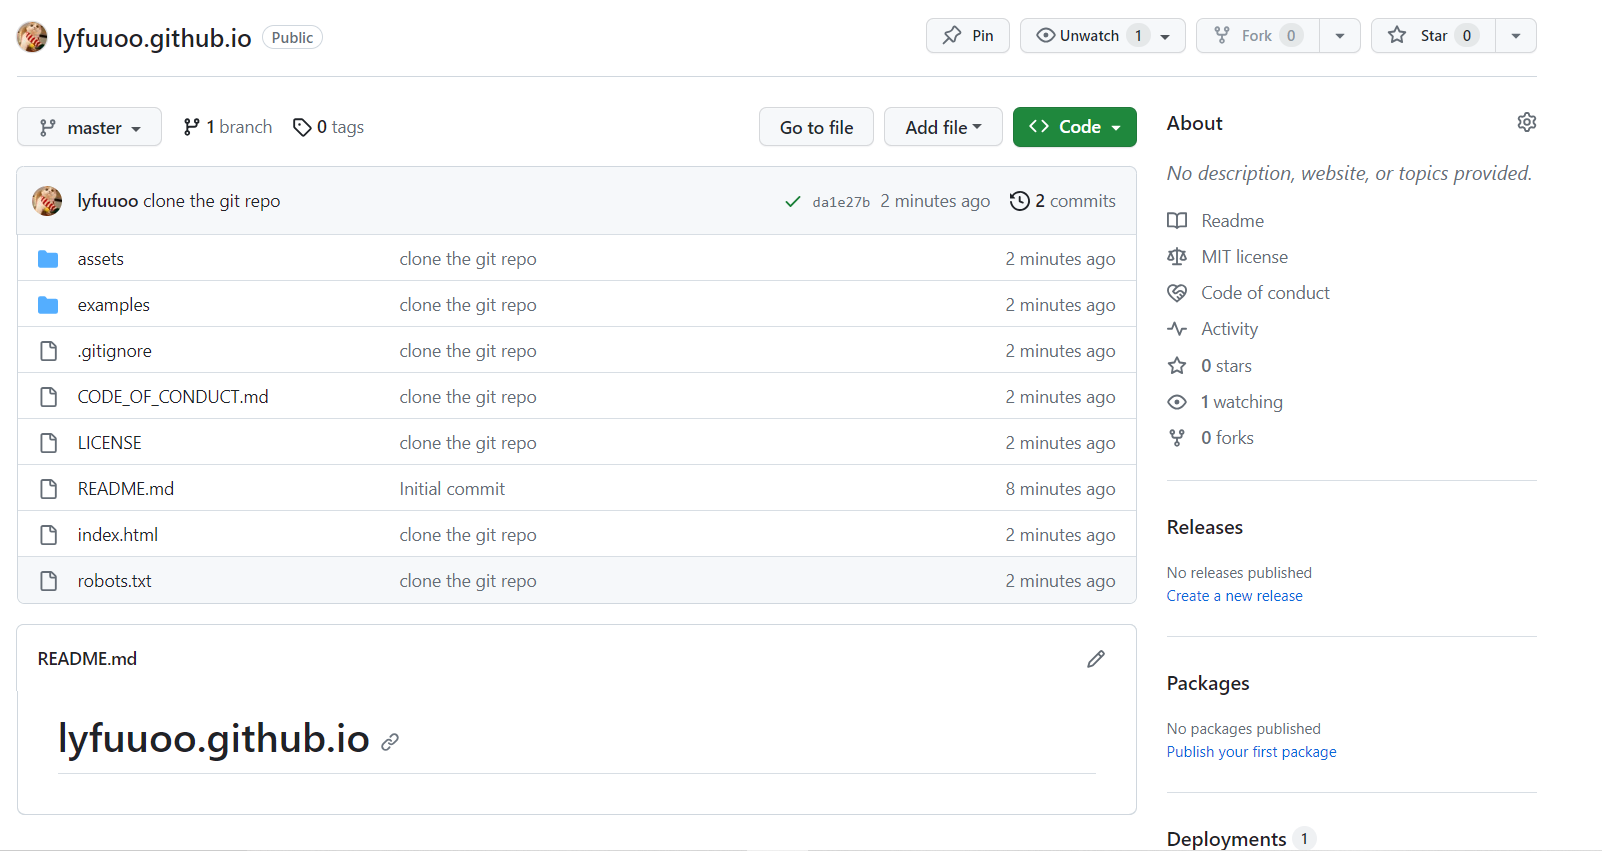 lyfuuoo.github.io Public Pin Unwatch 1 Fork 0 Star 0
master 1 branch 0 tags Go to file Add file Code
lyfuuoo clone the git repo da1e27b 2 minutes ago 2 commits
assets clone the git repo 2 minutes ago
examples clone the git repo 2 minutes ago
.gitignore clone the git repo 2 minutes ago
CODE_OF_CONDUCT.md clone the git repo 2 minutes ago
LICENSE clone the git repo 2 minutes ago
README.md Initial commit 8 minutes ago
index.html clone the git repo 2 minutes ago
robots.txt clone the git repo 2 minutes ago
README.md
lyfuuoo.github.io
About
No description, website, or topics provided.
Readme
MIT license
Code of conduct
Activity
0 stars
1 watching
0 forks
Releases
No releases published
Create a new release
Packages
No packages published
Publish your first package
Deployments 1